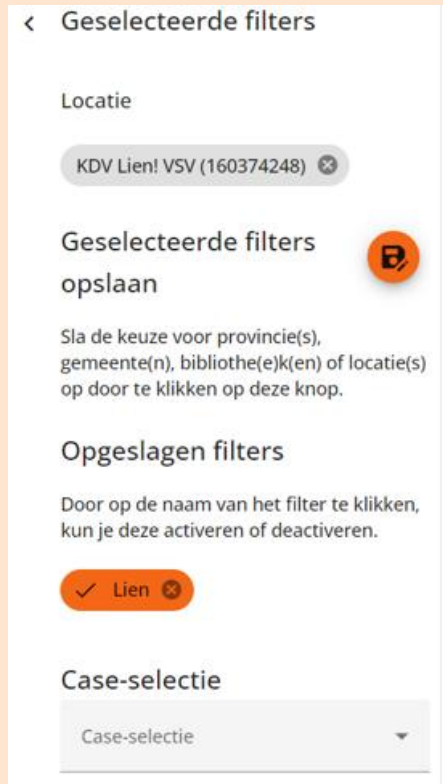 Geselecteerde filters
Locatie
KDV Lien! VSV (160374248)
Geselecteerde filters
opslaan
Sla de keuze voor provincie(s),
gemeente(n), bibliothe(e)k(en) of locatie(s)
op door te klikken op deze knop.
Opgeslagen filters
Door op de naam van het filter te klikken,
kun je deze activeren of deactiveren.
Lien
Case-selectie
Case-selectie